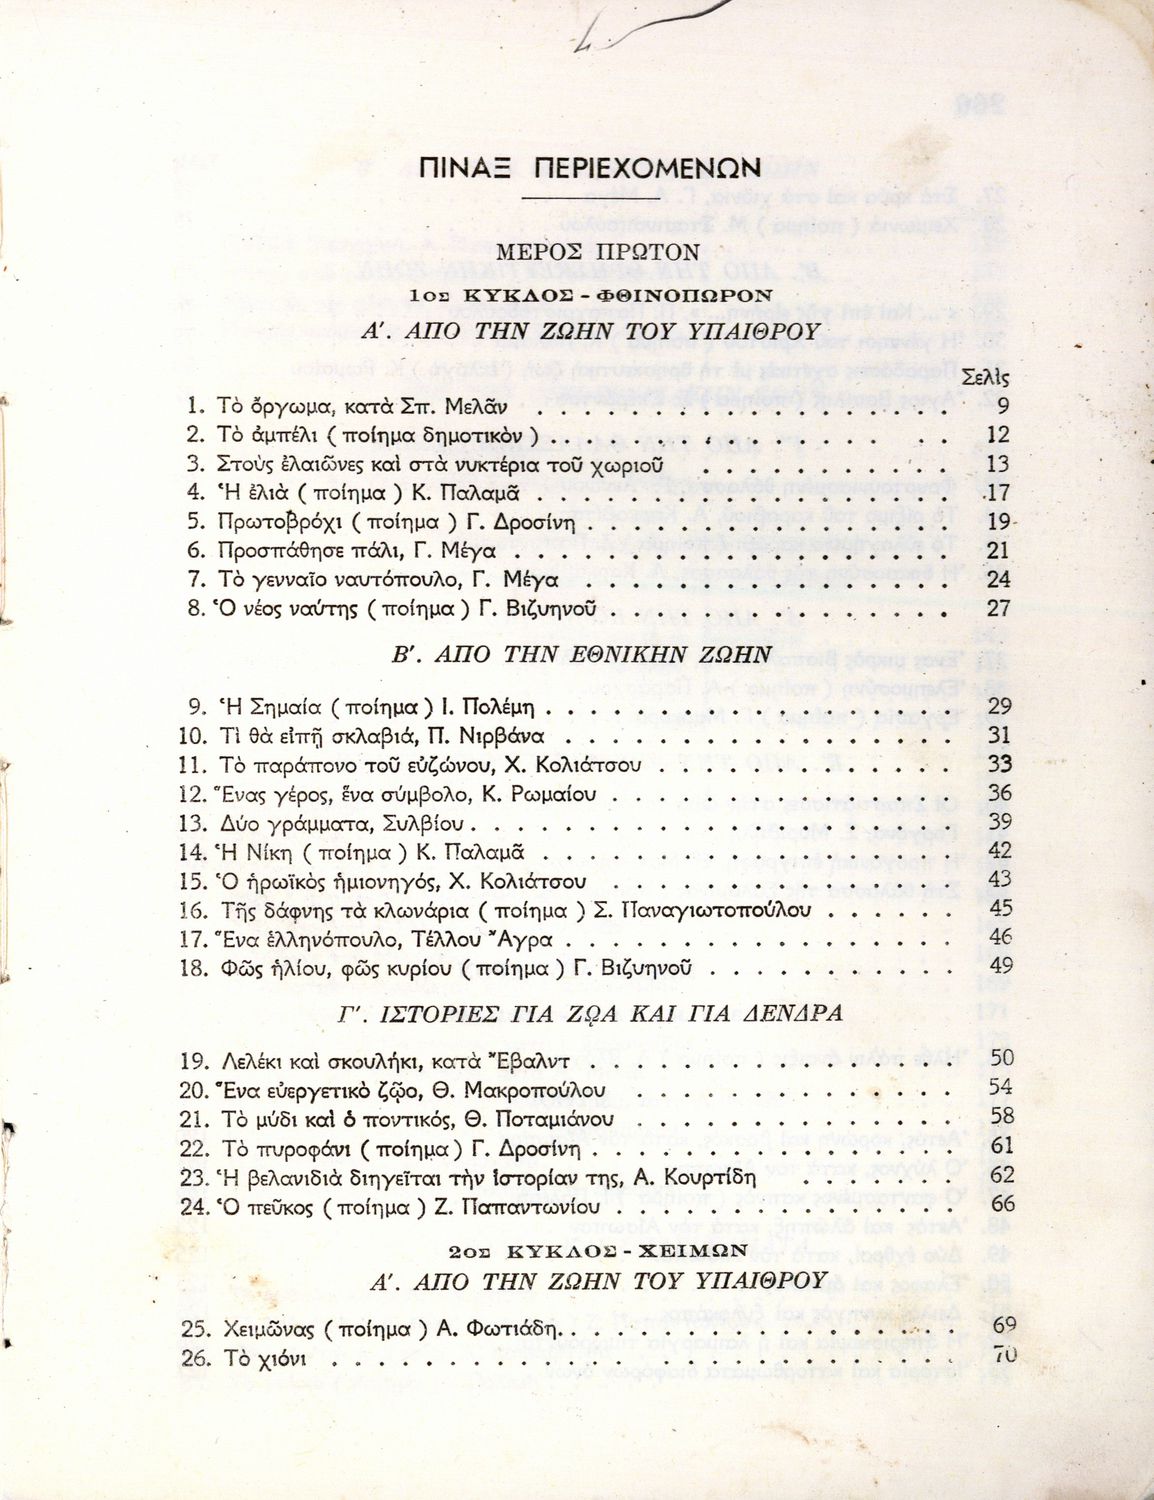 ΠΙΝΑΞ ΠΕΡΙΕΧΟΜΕΝΩΝ
ΜΕΡΟΣ ΠΡΩΤΟΝ
1ος ΚΥΚΛΟΣ - ΦΘΙΝΟΠΩΡΟΝ
Α'. ΑΠΟ ΤΗΝ ΖΩΗΝ ΤΟΥ ΥΠΑΙΘΡΟΥ
Σελὶς
1. Τὸ ὄργωμα, κατὰ Σπ. Μελᾶν . . . . . . . . . . . . . . . . . . 9
2. Τὸ ἀμπέλι ( ποίημα δημοτικὸν ) . . . . . . . . . . . . . . . . . 12
3. Στοὺς ἐλαιῶνες καὶ στὰ νυκτέρια τοῦ χωριοῦ . . . . . . . . . . . 13
4. Ἡ ἐλιὰ ( ποίημα ) Κ. Παλαμᾶ . . . . . . . . . . . . . . . . . . 17
5. Πρωτοβρόχι ( ποίημα ) Γ. Δροσίνη . . . . . . . . . . . . . . . . 19
6. Προσπάθησε πάλι, Γ. Μέγα . . . . . . . . . . . . . . . . . . . 21
7. Τὸ γενναῖο ναυτόπουλο, Γ. Μέγα . . . . . . . . . . . . . . . . 24
8. Ὁ νέος ναύτης ( ποίημα ) Γ. Βιζυηνοῦ . . . . . . . . . . . . . . . 27
Β'. ΑΠΟ ΤΗΝ ΕΘΝΙΚΗΝ ΖΩΗΝ
9. Ἡ Σημαία ( ποίημα ) Ι. Πολέμη . . . . . . . . . . . . . . . . . . 29
10. Τὶ θὰ εἰπῇ σκλαβιά, Π. Νιρβάνα . . . . . . . . . . . . . . . . . 31
11. Τὸ παράπονο τοῦ εὐζώνου, Χ. Κολιάτσου . . . . . . . . . . . . . 33
12. Ἕνας γέρος, ἕνα σύμβολο, Κ. Ρωμαίου . . . . . . . . . . . . . . . 36
13. Δύο γράμματα, Συλβίου . . . . . . . . . . . . . . . . . . . . . 39
14. Ἡ Νίκη ( ποίημα ) Κ. Παλαμᾶ . . . . . . . . . . . . . . . . . . 42
15. Ὁ ἡρωϊκὸς ἡμιονηγός, Χ. Κολιάτσου . . . . . . . . . . . . . . . 43
16. Τῆς δάφνης τὰ κλωνάρια ( ποίημα ) Σ. Παναγιωτοπούλου . . . . . . 45
17. Ἕνα ἑλληνόπουλο, Τέλλου Ἄγρα . . . . . . . . . . . . . . . . . 46
18. Φῶς ἡλίου, φῶς κυρίου ( ποίημα ) Γ. Βιζυηνοῦ . . . . . . . . . . . 49
Γ'. ΙΣΤΟΡΙΕΣ ΓΙΑ ΖῼΑ ΚΑΙ ΓΙΑ ΔΕΝΔΡΑ
19. Λελέκι καὶ σκουλήκι, κατὰ Ἔβαλντ . . . . . . . . . . . . . . . . 50
20. Ἕνα εὐεργετικὸ ζῷο, Θ. Μακροπούλου . . . . . . . . . . . . . . 54
21. Τὸ μύδι καὶ ὁ ποντικός, Θ. Ποταμιάνου . . . . . . . . . . . . . . 58
22. Τὸ πυροφάνι ( ποίημα ) Γ. Δροσίνη . . . . . . . . . . . . . . . . 61
23. Ἡ βελανιδιὰ διηγεῖται τὴν ἱστορίαν της, Α. Κουρτίδη . . . . . . . 62
24. Ὁ πεῦκος ( ποίημα ) Ζ. Παπαντωνίου . . . . . . . . . . . . . . . 66
2ος ΚΥΚΛΟΣ - ΧΕΙΜΩΝ
Α'. ΑΠΟ ΤΗΝ ΖΩΗΝ ΤΟΥ ΥΠΑΙΘΡΟΥ
25. Χειμῶνας ( ποίημα ) Α. Φωτιάδη . . . . . . . . . . . . . . . . . 69
26. Τὸ χιόνι . . . . . . . . . . . . . . . . . . . . . . . . . . . 70